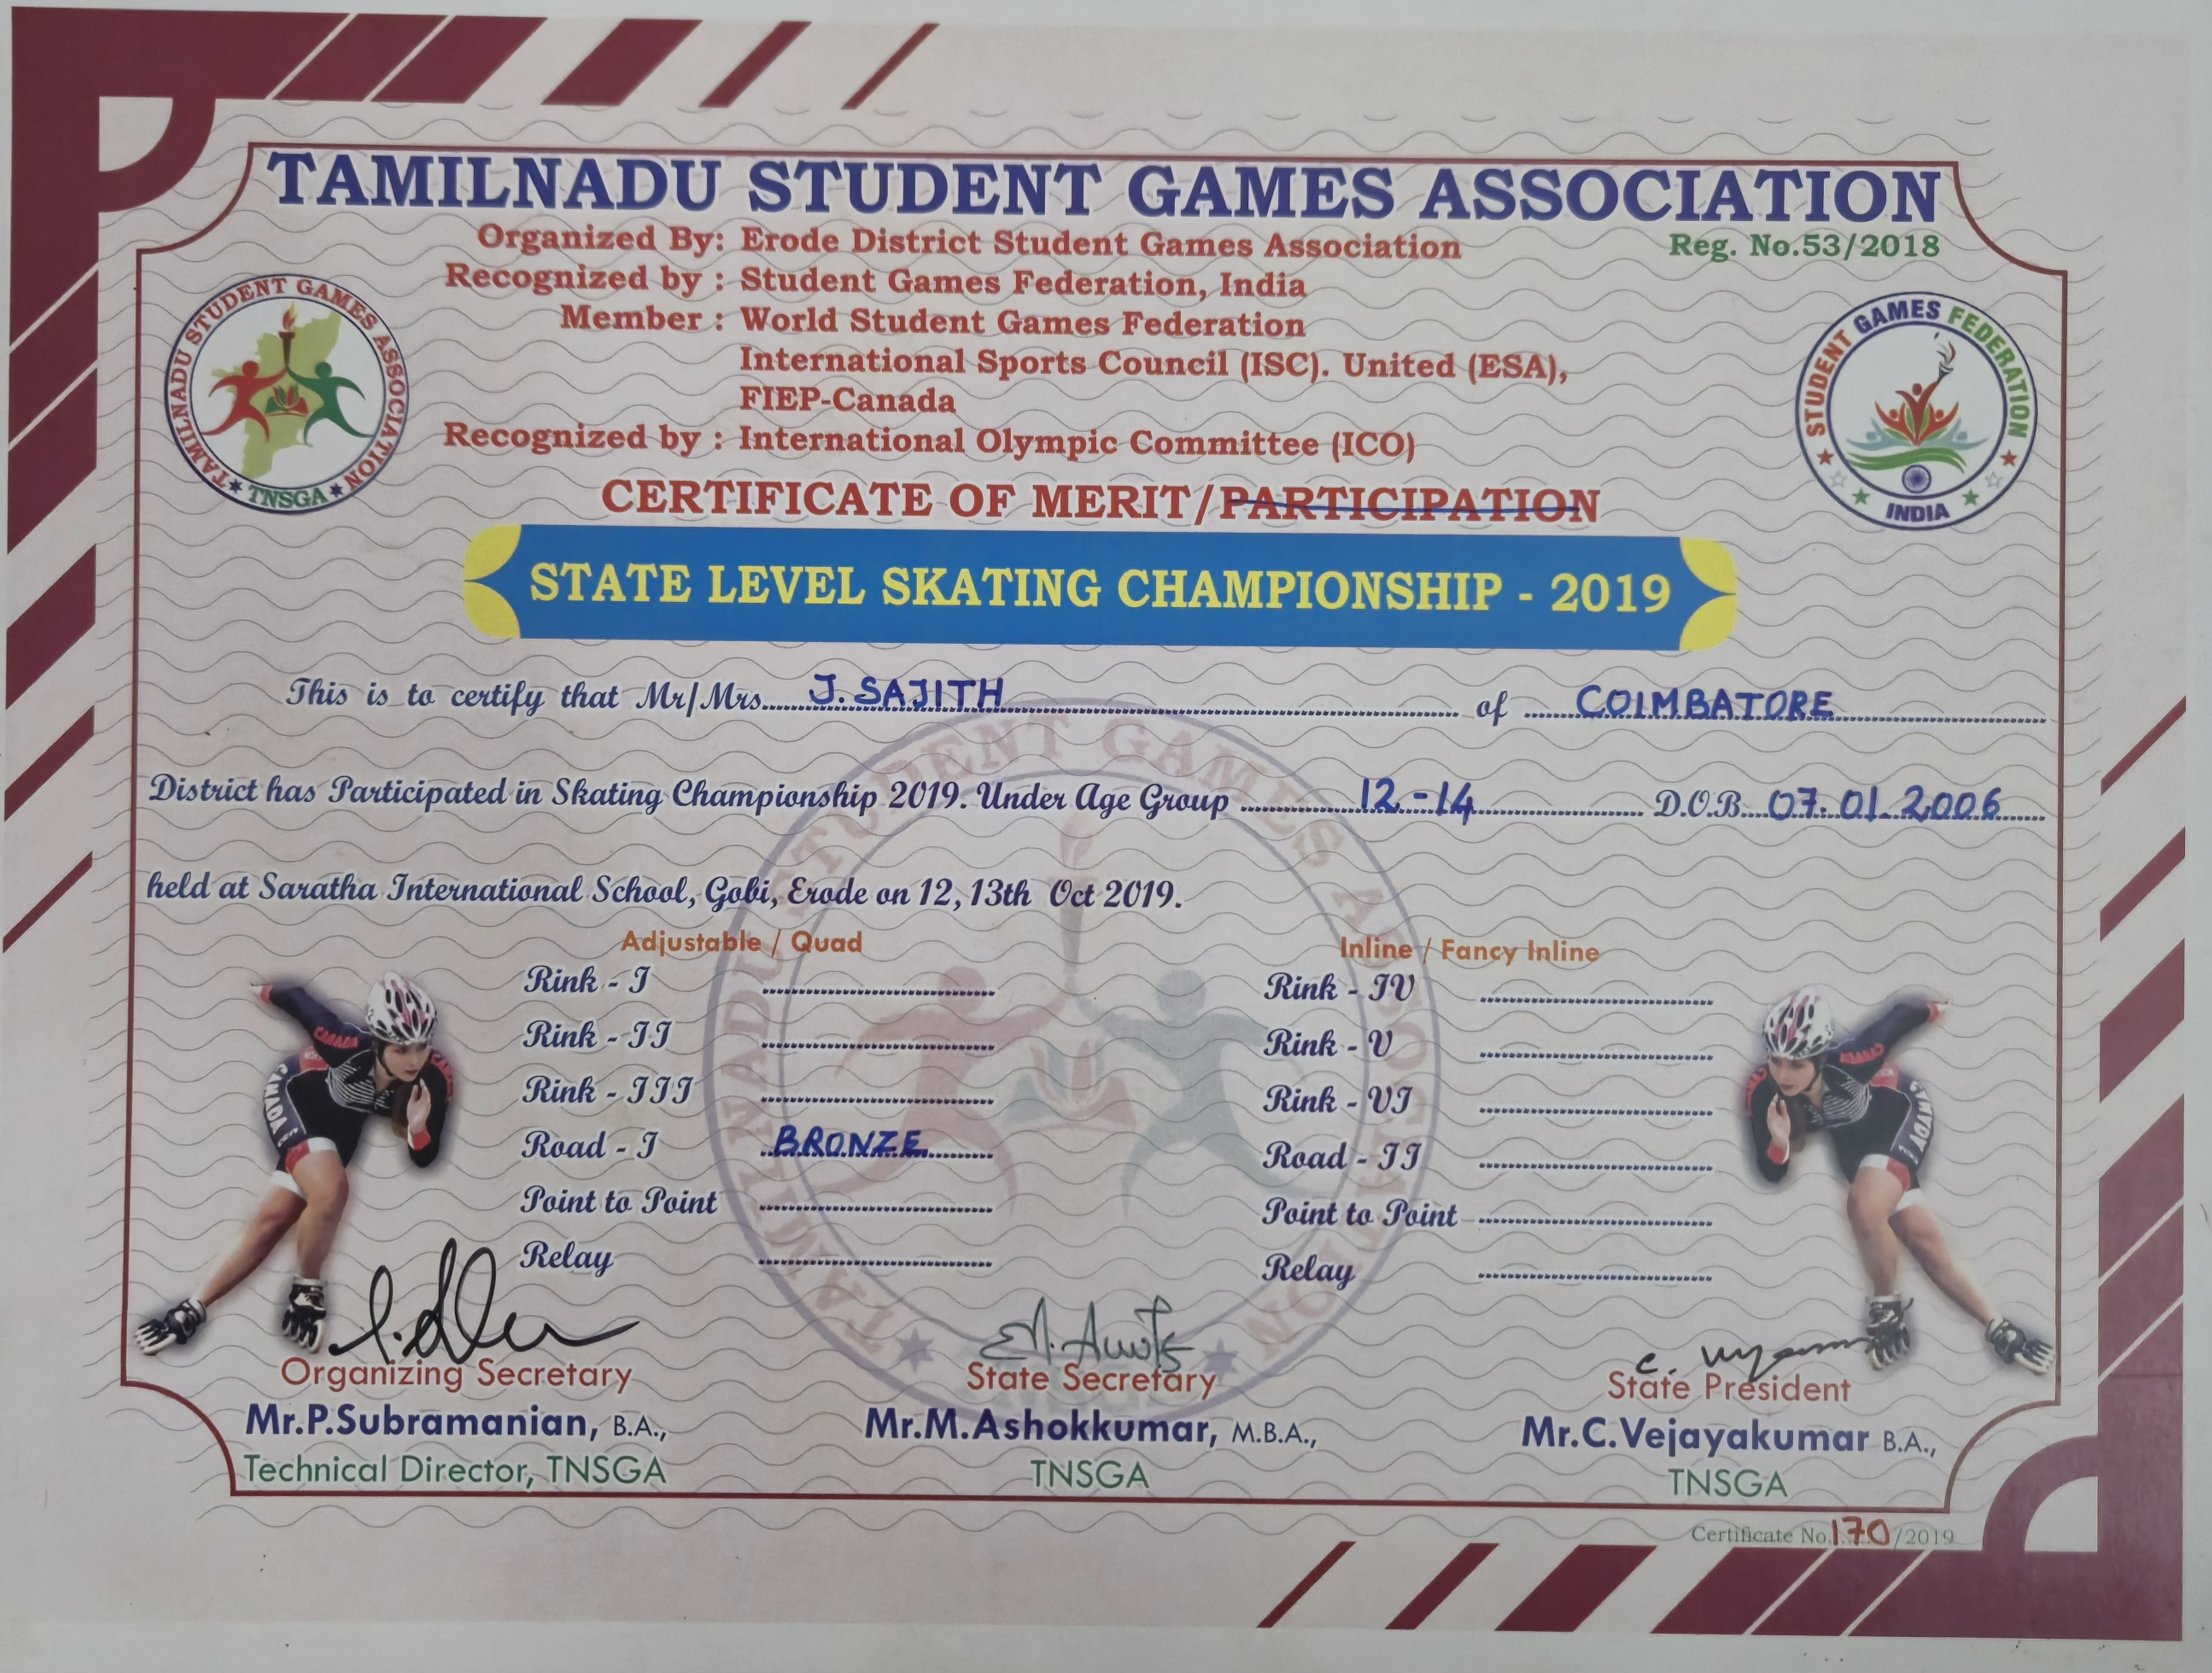 TAMILNADU STUDENT GAMES ASSOCIATION
Organized By: Erode District Student Games Association
Reg. No.53/2018
Recognized by : Student Games Federation, India
Member : World Student Games Federation
International Sports Council (ISC). United (ESA),
FIEP-Canada
Recognized by : International Olympic Committee (ICO)
TAMILNADU STUDENT GAMES ASSOCIATION
TNSGA
STUDENT GAMES FEDERATION
INDIA
CERTIFICATE OF MERIT/PARTICIPATION
STATE LEVEL SKATING CHAMPIONSHIP - 2019
This is to certify that Mr/Mrs. J. SAJITH of COIMBATORE
District has Participated in Skating Championship 2019. Under Age Group 12-14 D.O.B. 07.01.2006
held at Saratha International School, Gobi, Erode on 12,13th Oct 2019.
Adjustable / Quad
Inline / Fancy Inline
Rink - I
Rink - IV
Rink - II
Rink - V
Rink - III
Rink - VI
Road - I BRONZE
Road - II
Point to Point
Point to Point
Relay
Relay
CANADA
CANADA
Organizing Secretary
State Secretary
State President
Mr.P.Subramanian, B.A.,
Mr.M.Ashokkumar, M.B.A.,
Mr.C.Vejayakumar B.A.,
Technical Director, TNSGA
TNSGA
TNSGA
Certificate No.170/2019